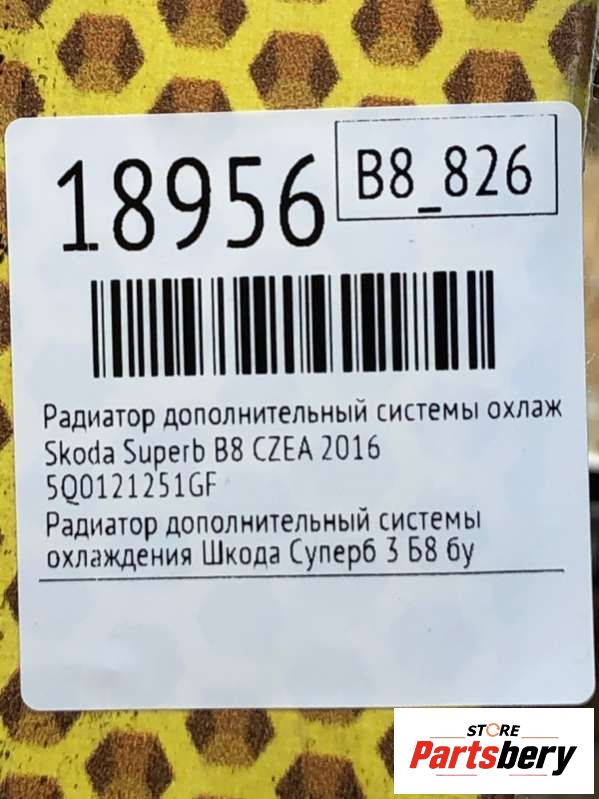 18956
B8_826
Радиатор дополнительный системы охлаж
Skoda Superb B8 CZEA 2016
5Q0121251GF
Радиатор дополнительный системы
охлаждения Шкода Суперб 3 Б8 бу
STORE
Partsbery